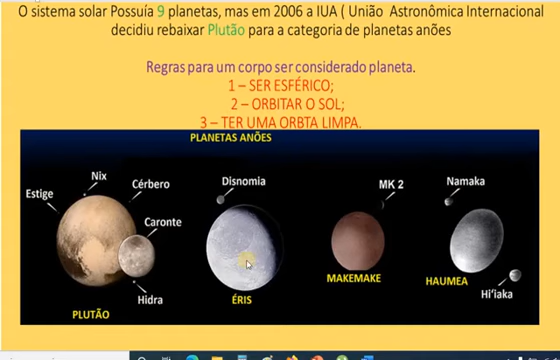 O sistema solar Possuía 9 planetas, mas em 2006 a IUA ( União Astronômica Internacional
decidiu rebaixar Plutão para a categoria de planetas anões
Regras para um corpo ser considerado planeta.
1 – SER ESFÉRICO;
2 – ORBITAR O SOL;
3 – TER UMA ORBTA LIMPA.
PLANETAS ANÕES
Nix
Estige
Cérbero
Caronte
Hidra
PLUTÃO
Disnomia
ÉRIS
MK 2
MAKEMAKE
Namaka
HAUMEA
Hi'iaka